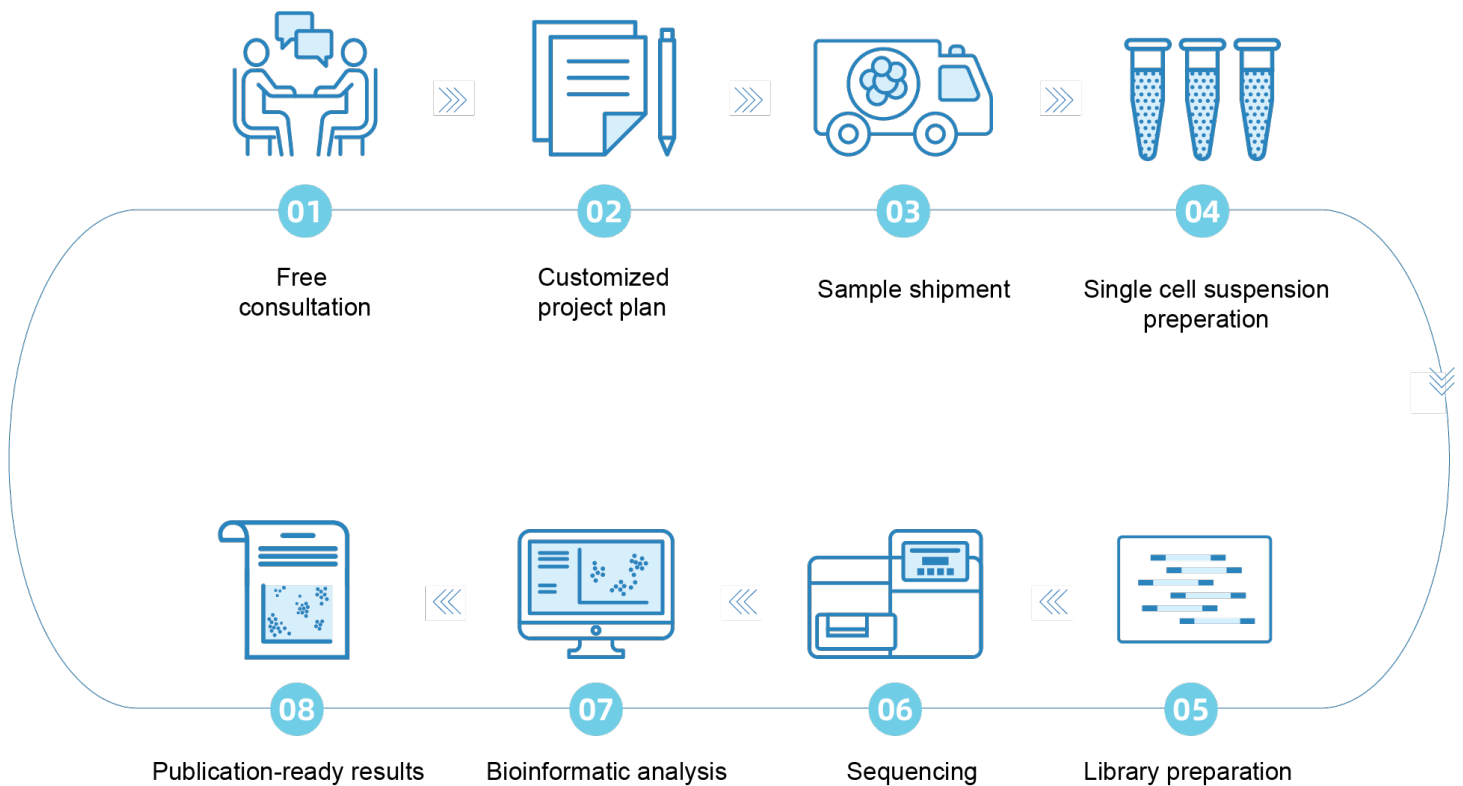 01
02
03
04
Free
consultation
Customized
project plan
Sample shipment
Single cell suspension
preperation
08
07
06
05
Publication-ready results
Bioinformatic analysis
Sequencing
Library preparation